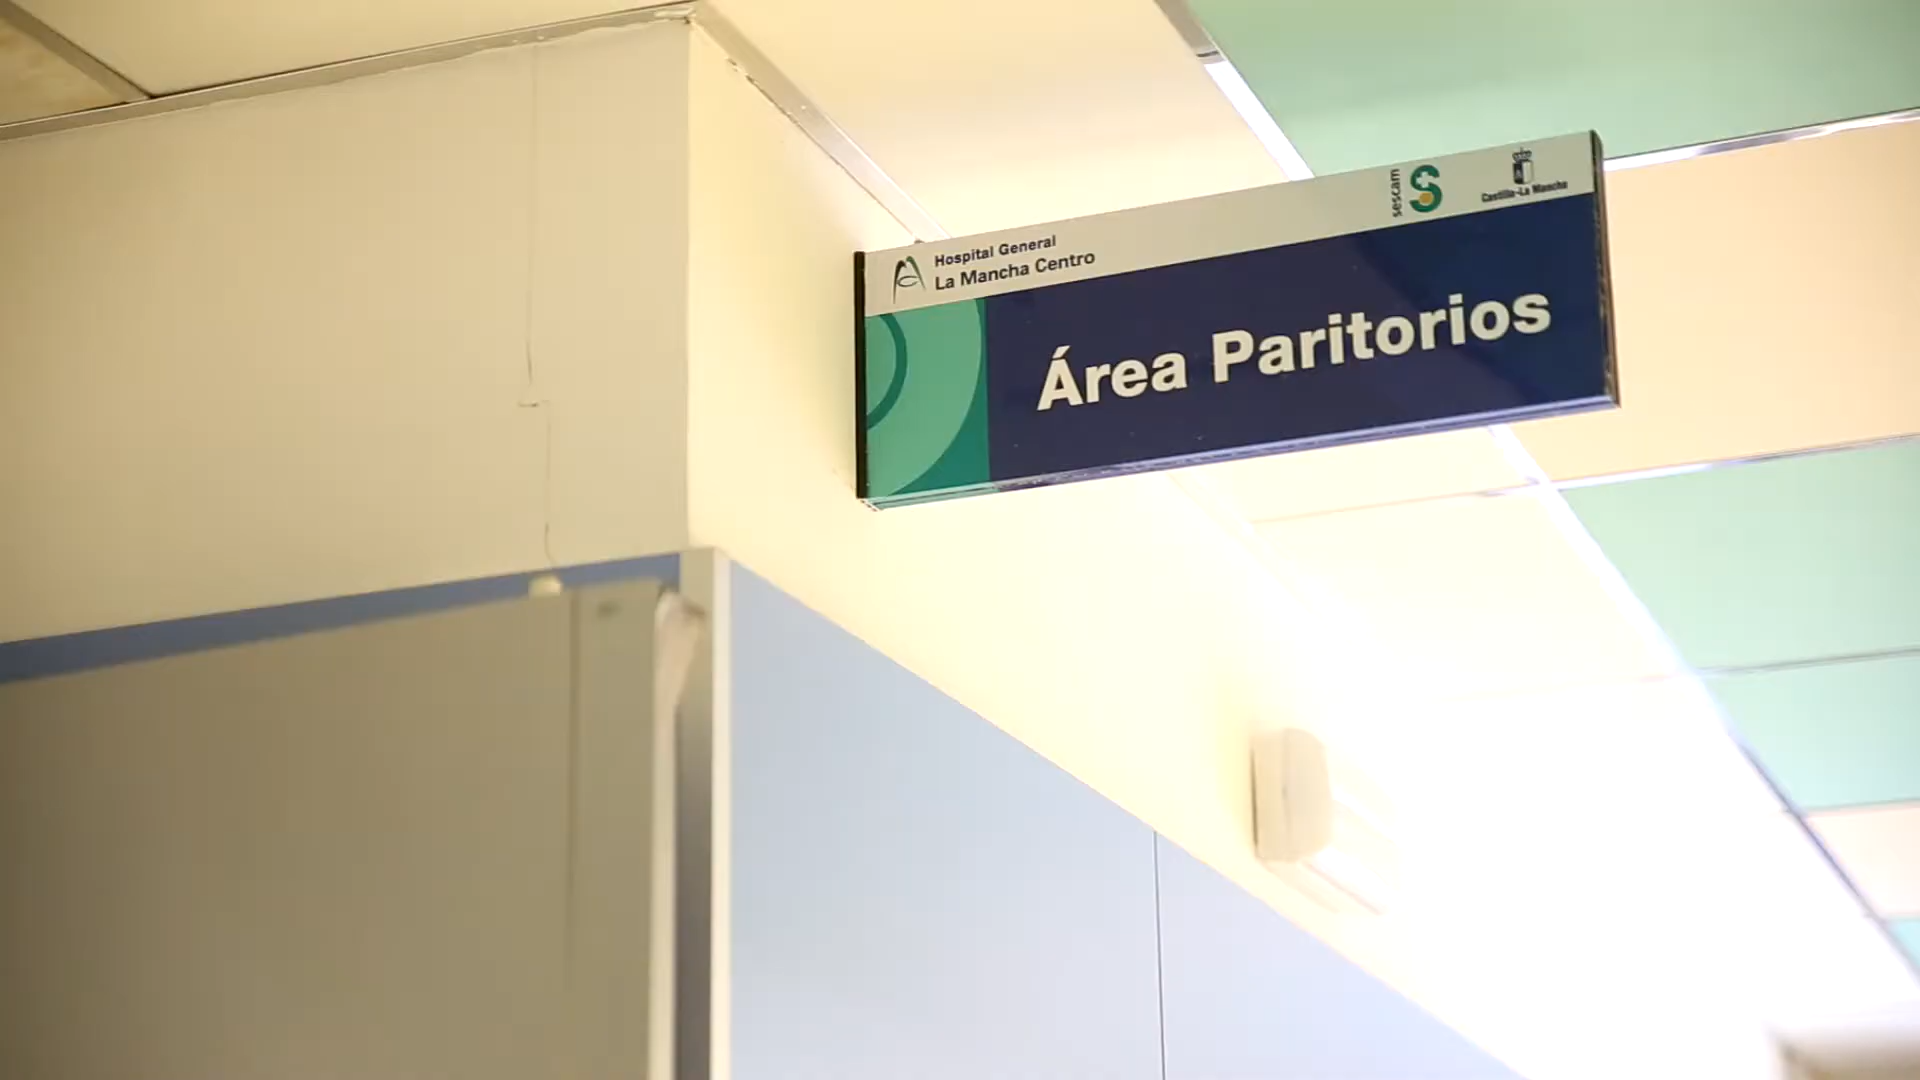 Hospital General
La Mancha Centro
sescam
Castilla-La Mancha
Área Paritorios